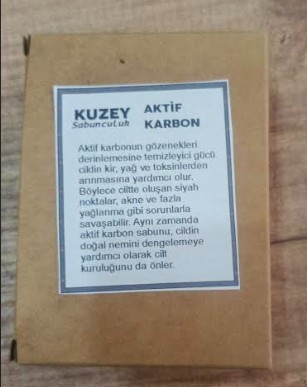 KUZEY
Sabunculuk
AKTİF
KARBON
Aktif karbonun gözenekleri
derinlemesine temizleyici gücü
ciklin kir, yağ ve toksinlerden
arınmasına yardımcı olur.
Böylece ciltte oluşan siyah
noktalar, akne ve fazla
yağlanma gibi sorunlarla
savaşabilir. Aynı zamanda
aktif karbon sabunu, cildin
doğal nemini dengelemeye
yardımcı olarak cilt
kuruluğunu da önler.